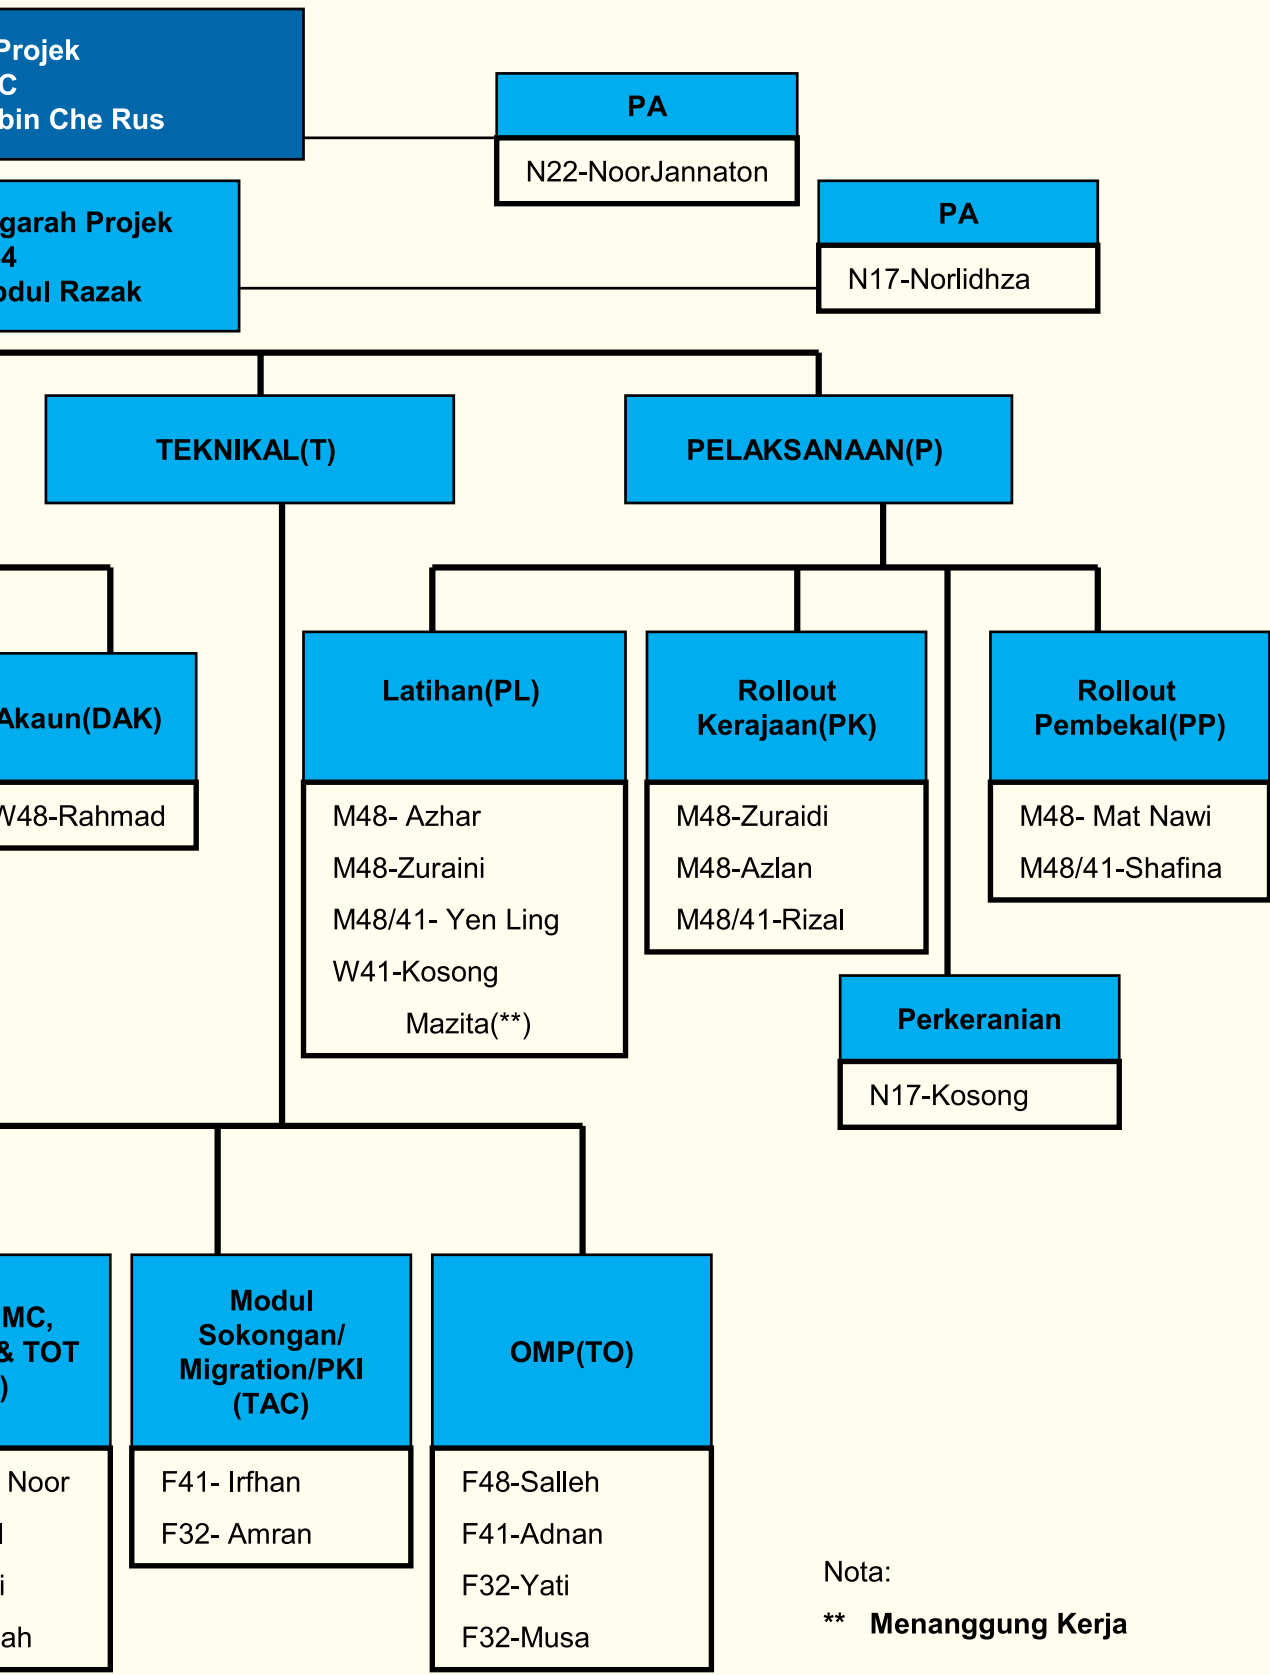 Projek
C
bin Che Rus
PA
N22-NoorJannaton
garah Projek
4
bdul Razak
PA
N17-Norlidhza
TEKNIKAL(T)
PELAKSANAAN(P)
Akaun(DAK)
W48-Rahmad
Latihan(PL)
M48- Azhar
M48-Zuraini
M48/41- Yen Ling
W41-Kosong
Mazita(**)
Rollout
Kerajaan(PK)
M48-Zuraidi
M48-Azlan
M48/41-Rizal
Rollout
Pembekal(PP)
M48- Mat Nawi
M48/41-Shafina
Perkeranian
N17-Kosong
MC,
& TOT
)
Noor
i
ah
Modul
Sokongan/
Migration/PKI
(TAC)
F41- Irfhan
F32- Amran
OMP(TO)
F48-Salleh
F41-Adnan
F32-Yati
F32-Musa
Nota:
** Menanggung Kerja